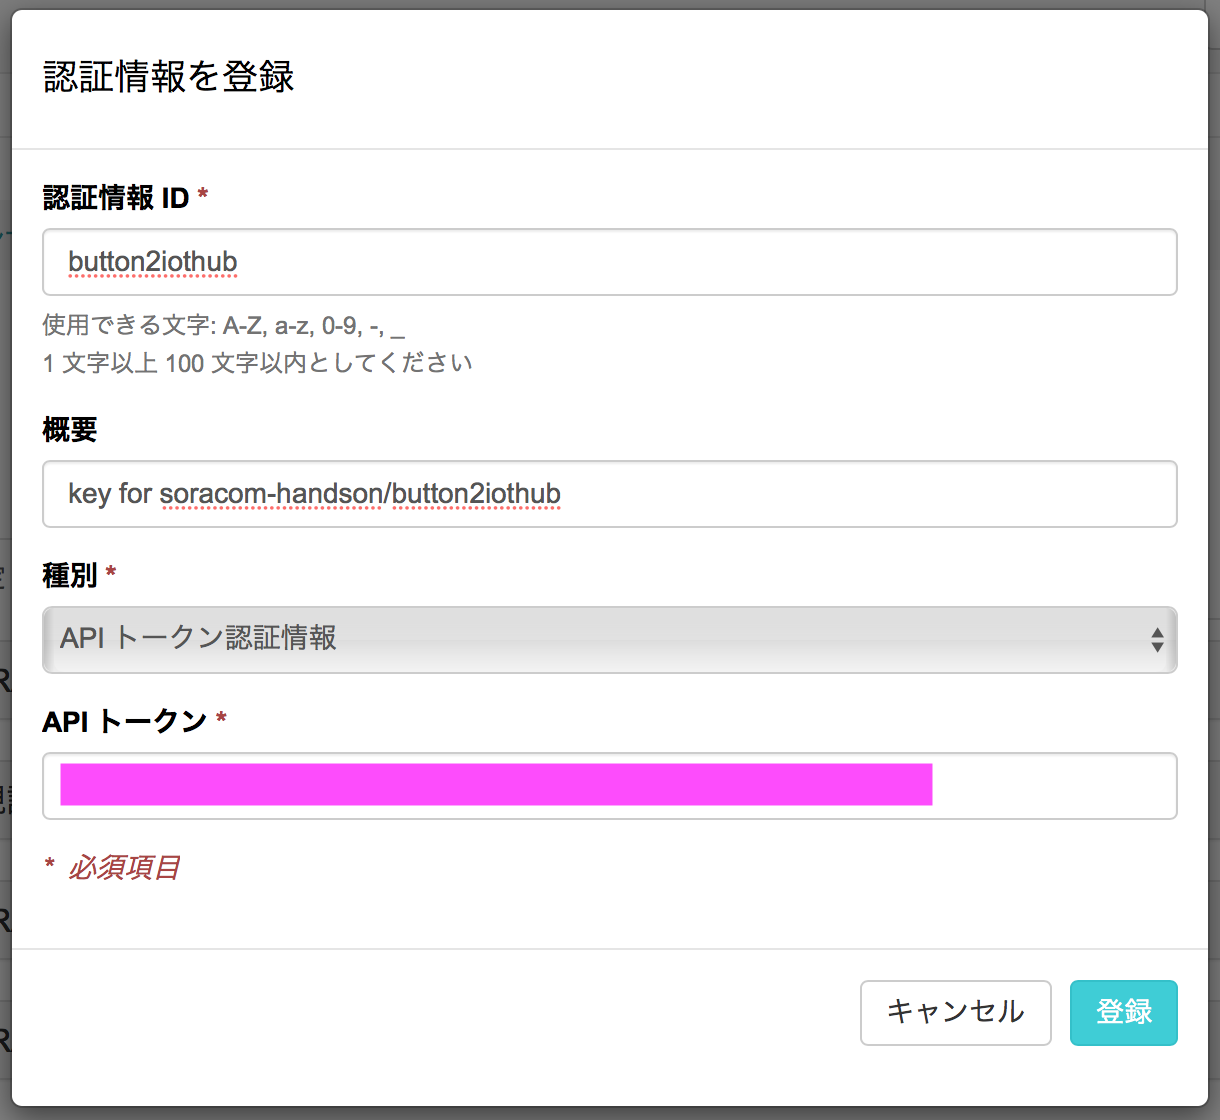 認証情報を登録
認証情報 ID *
button2iothub
使用できる文字: A-Z, a-z, 0-9, -, _
1 文字以上 100 文字以内としてください
概要
key for soracom-handson/button2iothub
種別 *
API トークン認証情報
API トークン *
* 必須項目
キャンセル
登録